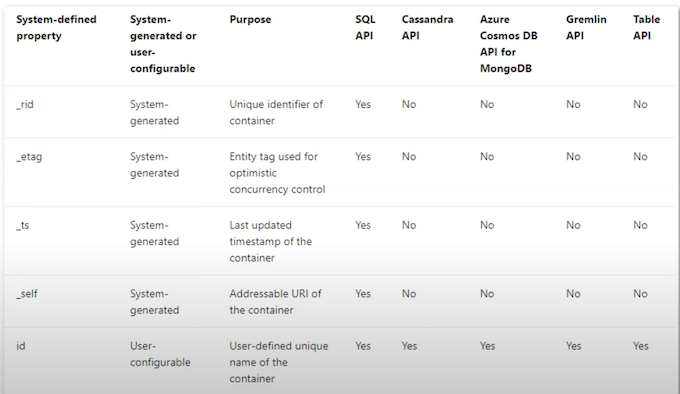 System-defined property System-generated or user-configurable Purpose SQL API Cassandra API Azure Cosmos DB API for MongoDB Gremlin API Table API
_rid System-generated Unique identifier of container Yes No No No No
_etag System-generated Entity tag used for optimistic concurrency control Yes No No No No
_ts System-generated Last updated timestamp of the container Yes No No No No
_self System-generated Addressable URI of the container Yes No No No No
id User-configurable User-defined unique name of the container Yes Yes Yes Yes Yes